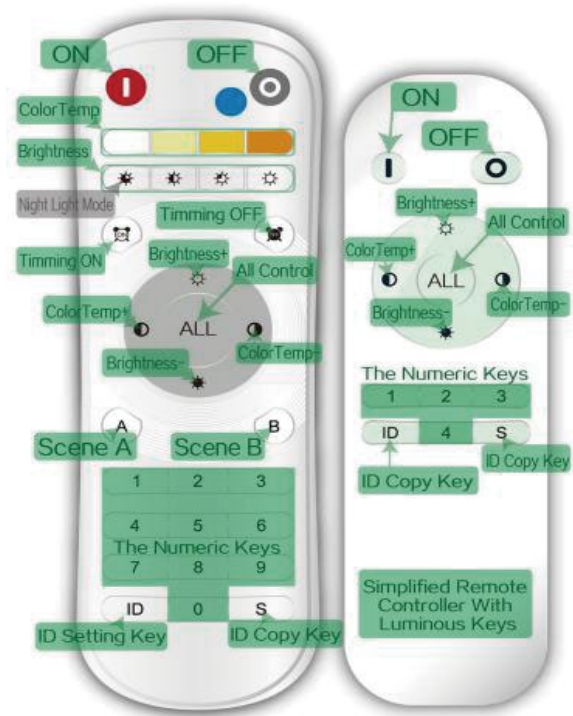 ON
OFF
ColorTemp
Brightness
Night Light Mode
Timming OFF
ON
Timming ON
Brightness+
All Control
ColorTemp+
ALL
ColorTemp-
Brightness-
A
B
Scene A
Scene B
1 2 3
4 5 6
The Numeric Keys
7 8 9
ID 0 S
ID Setting Key
ID Copy Key
ON
OFF
Brightness+
All Control
ColorTemp+
ALL
ColorTemp-
Brightness-
The Numeric Keys
1 2 3
ID 4 S
ID Copy Key
ID Copy Key
Simplified Remote
Controller With
Luminous Keys